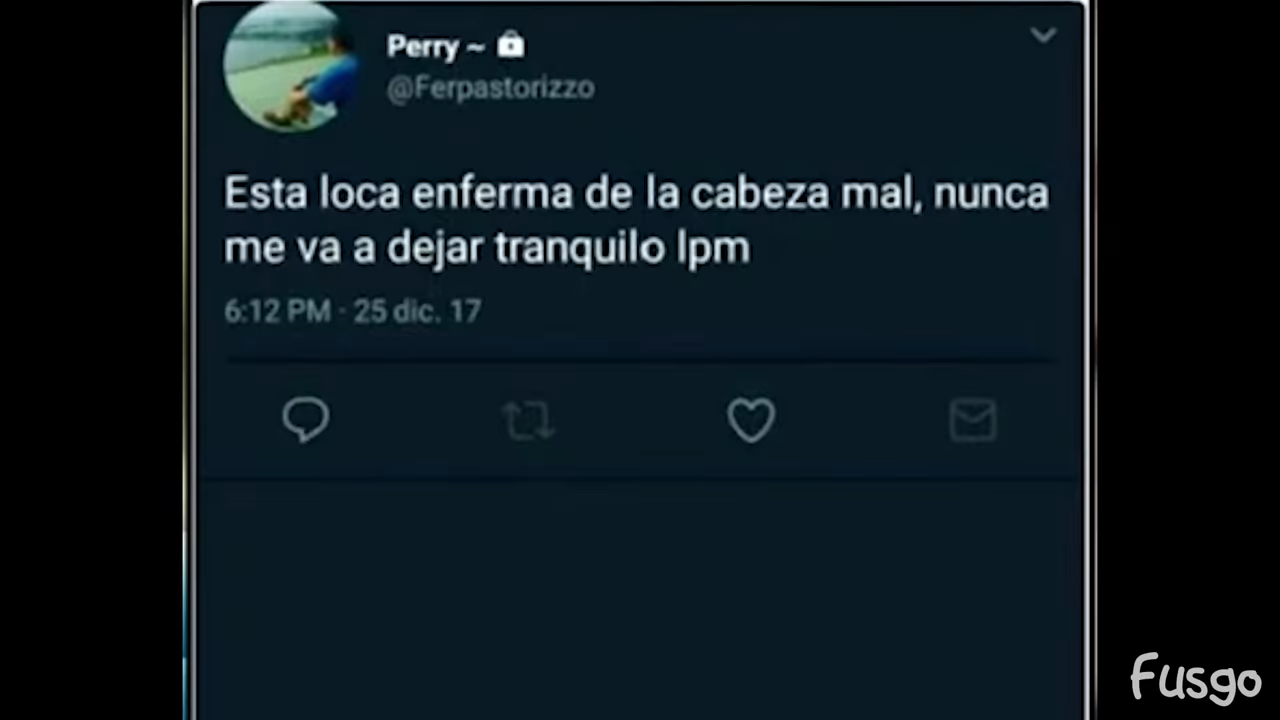 Perry ~
@Ferpastorizzo
Esta loca enferma de la cabeza mal, nunca
me va a dejar tranquilo lpm
6:12 PM · 25 dic. 17
Fusgo